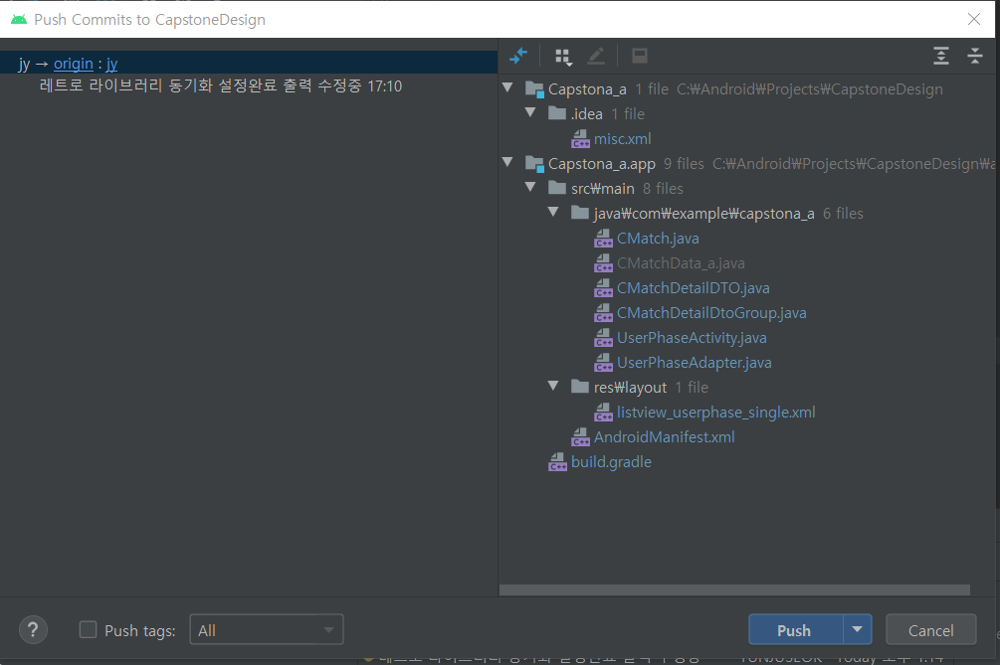 Push Commits to CapstoneDesign
jy → origin : jy
레트로 라이브러리 동기화 설정완료 출력 수정중 17:10
Capstona_a 1 file C:₩Android₩Projects₩CapstoneDesign
.idea 1 file
misc.xml
Capstona_a.app 9 files C:₩Android₩Projects₩CapstoneDesign₩a
src₩main 8 files
java₩com₩example₩capstona_a 6 files
CMatch.java
CMatchData_a.java
CMatchDetailDTO.java
CMatchDetailDtoGroup.java
UserPhaseActivity.java
UserPhaseAdapter.java
res₩layout 1 file
listview_userphase_single.xml
AndroidManifest.xml
build.gradle
? Push tags: All Push Cancel